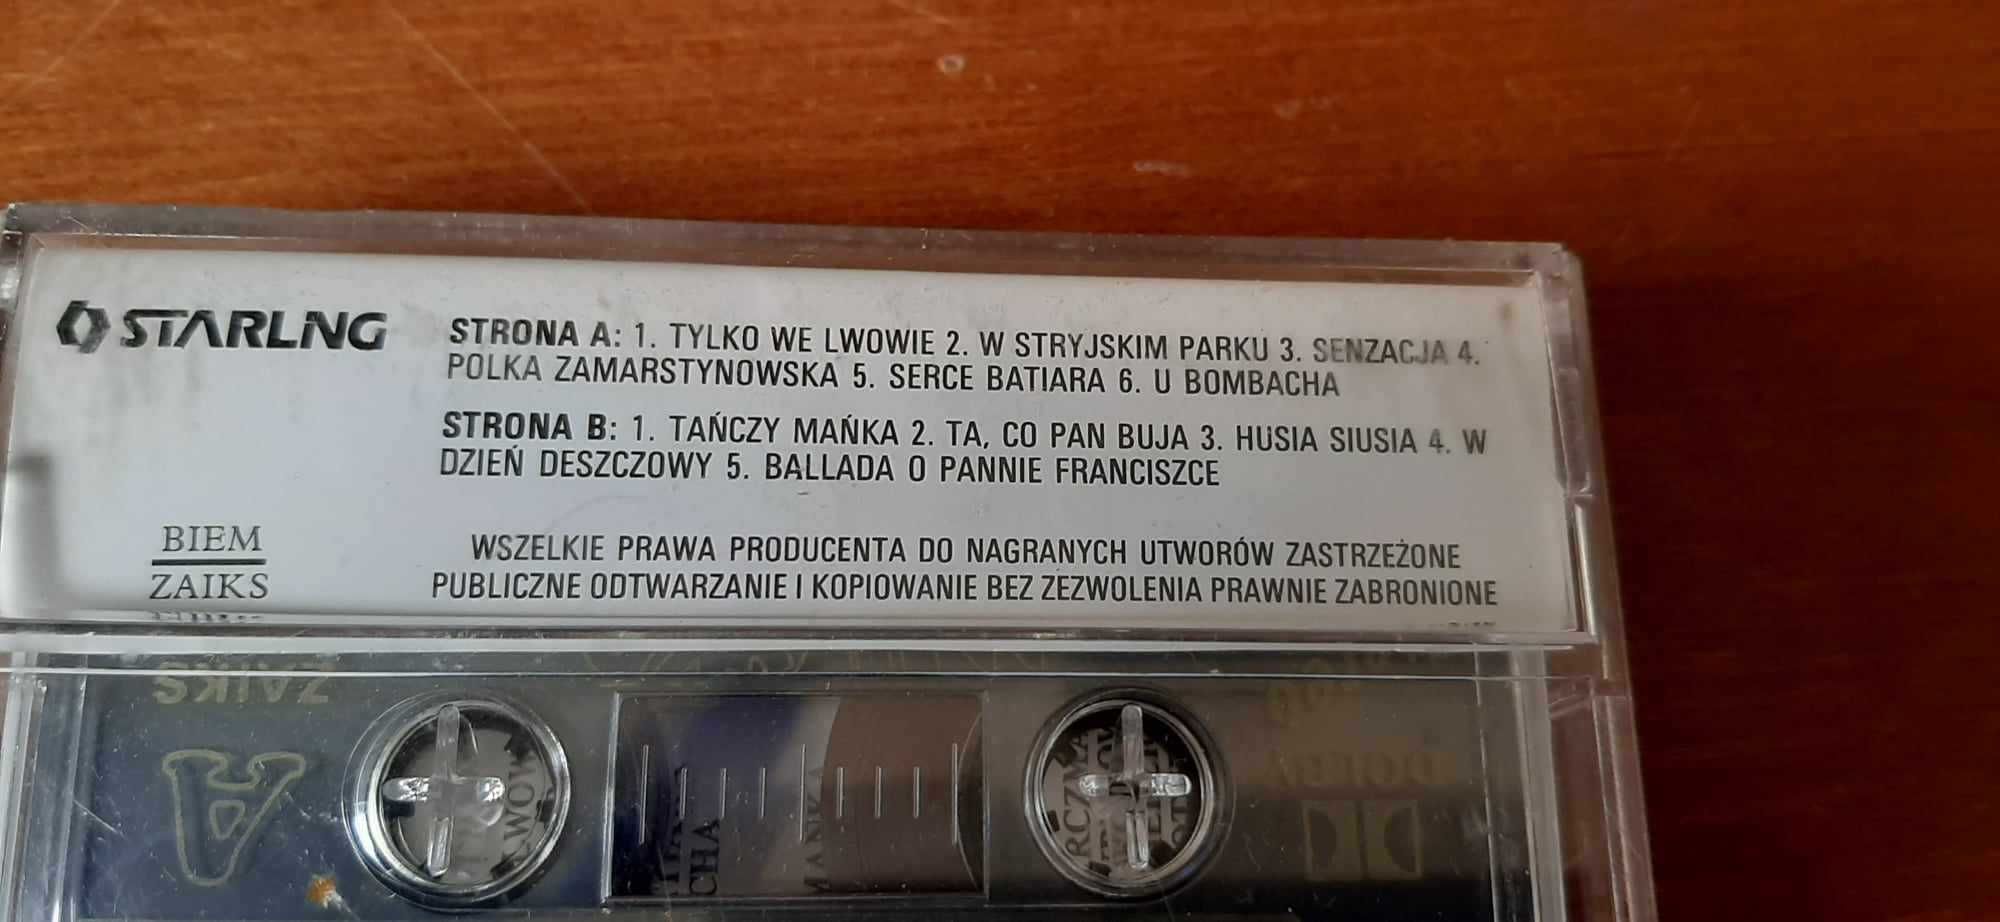 STARLING
STRONA A: 1. TYLKO WE LWOWIE 2. W STRYJSKIM PARKU 3. SENZACJA 4.
POLKA ZAMARSTYNOWSKA 5. SERCE BATIARA 6. U BOMBACHA
STRONA B: 1. TAŃCZY MAŃKA 2. TA, CO PAN BUJA 3. HUSIA SIUSIA 4. W
DZIEŃ DESZCZOWY 5. BALLADA O PANNIE FRANCISZCE
BIEM
ZAIKS
WSZELKIE PRAWA PRODUCENTA DO NAGRANYCH UTWORÓW ZASTRZEŻONE
PUBLICZNE ODTWARZANIE I KOPIOWANIE BEZ ZEZWOLENIA PRAWNIE ZABRONIONE
ZAIKS
A
DOLBY